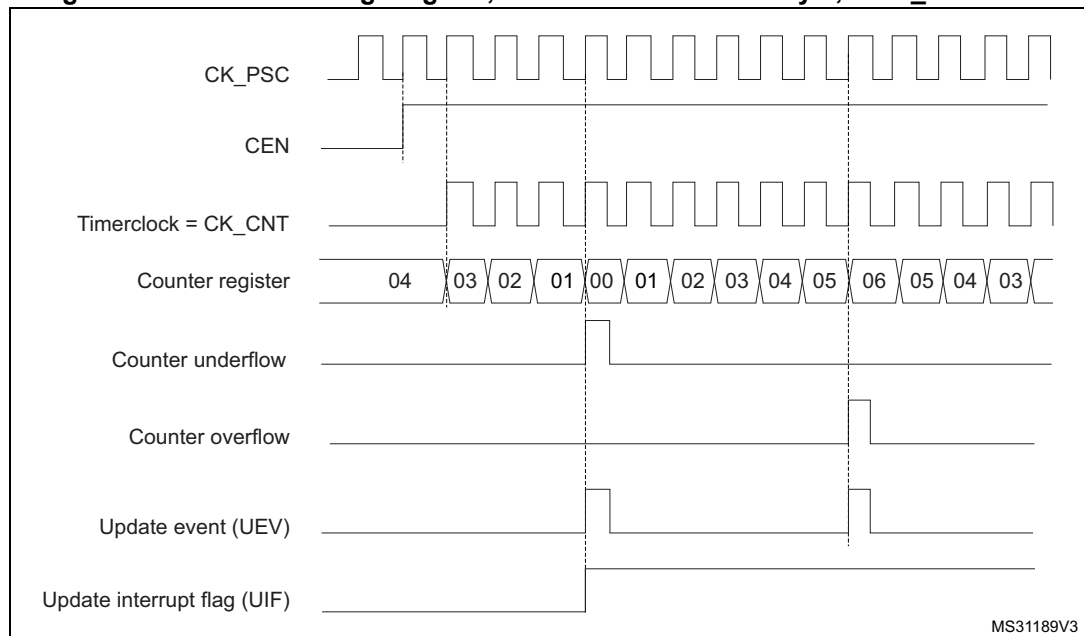 CK_PSC
CEN
Timerclock = CK_CNT
Counter register 04 03 02 01 00 01 02 03 04 05 06 05 04 03
Counter underflow
Counter overflow
Update event (UEV)
Update interrupt flag (UIF)
MS31189V3